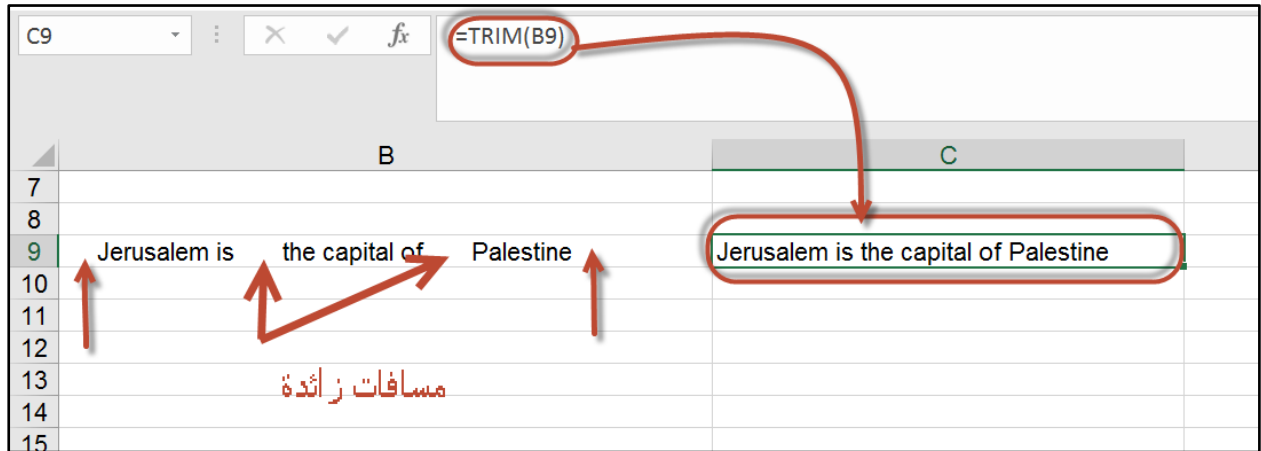 C9 fx =TRIM(B9)
B C
7
8
9 Jerusalem is the capital of Palestine Jerusalem is the capital of Palestine
10
11
12
13 مسافات زائدة
14
15